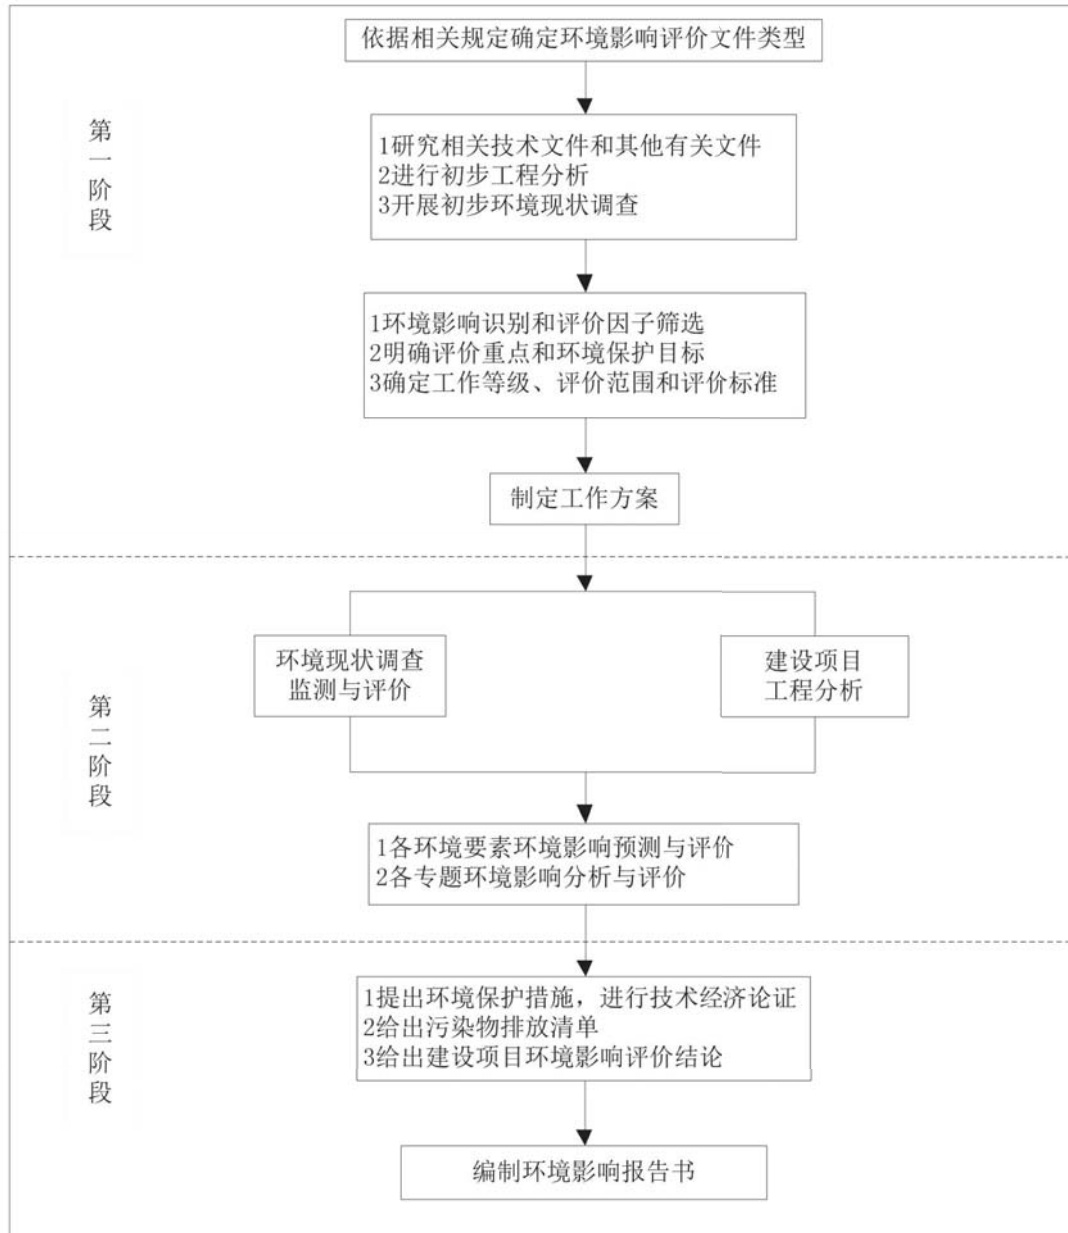 依据相关规定确定环境影响评价文件类型
第一阶段
1研究相关技术文件和其他有关文件
2进行初步工程分析
3开展初步环境现状调查
1环境影响识别和评价因子筛选
2明确评价重点和环境保护目标
3确定工作等级、评价范围和评价标准
制定工作方案
第二阶段
环境现状调查
监测与评价
建设项目
工程分析
1各环境要素环境影响预测与评价
2各专题环境影响分析与评价
第三阶段
1提出环境保护措施，进行技术经济论证
2给出污染物排放清单
3给出建设项目环境影响评价结论
编制环境影响报告书